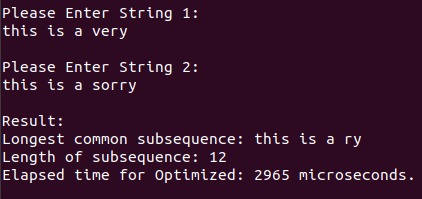 Please Enter String 1:
this is a very
Please Enter String 2:
this is a sorry
Result:
Longest common subsequence: this is a ry
Length of subsequence: 12
Elapsed time for Optimized: 2965 microseconds.